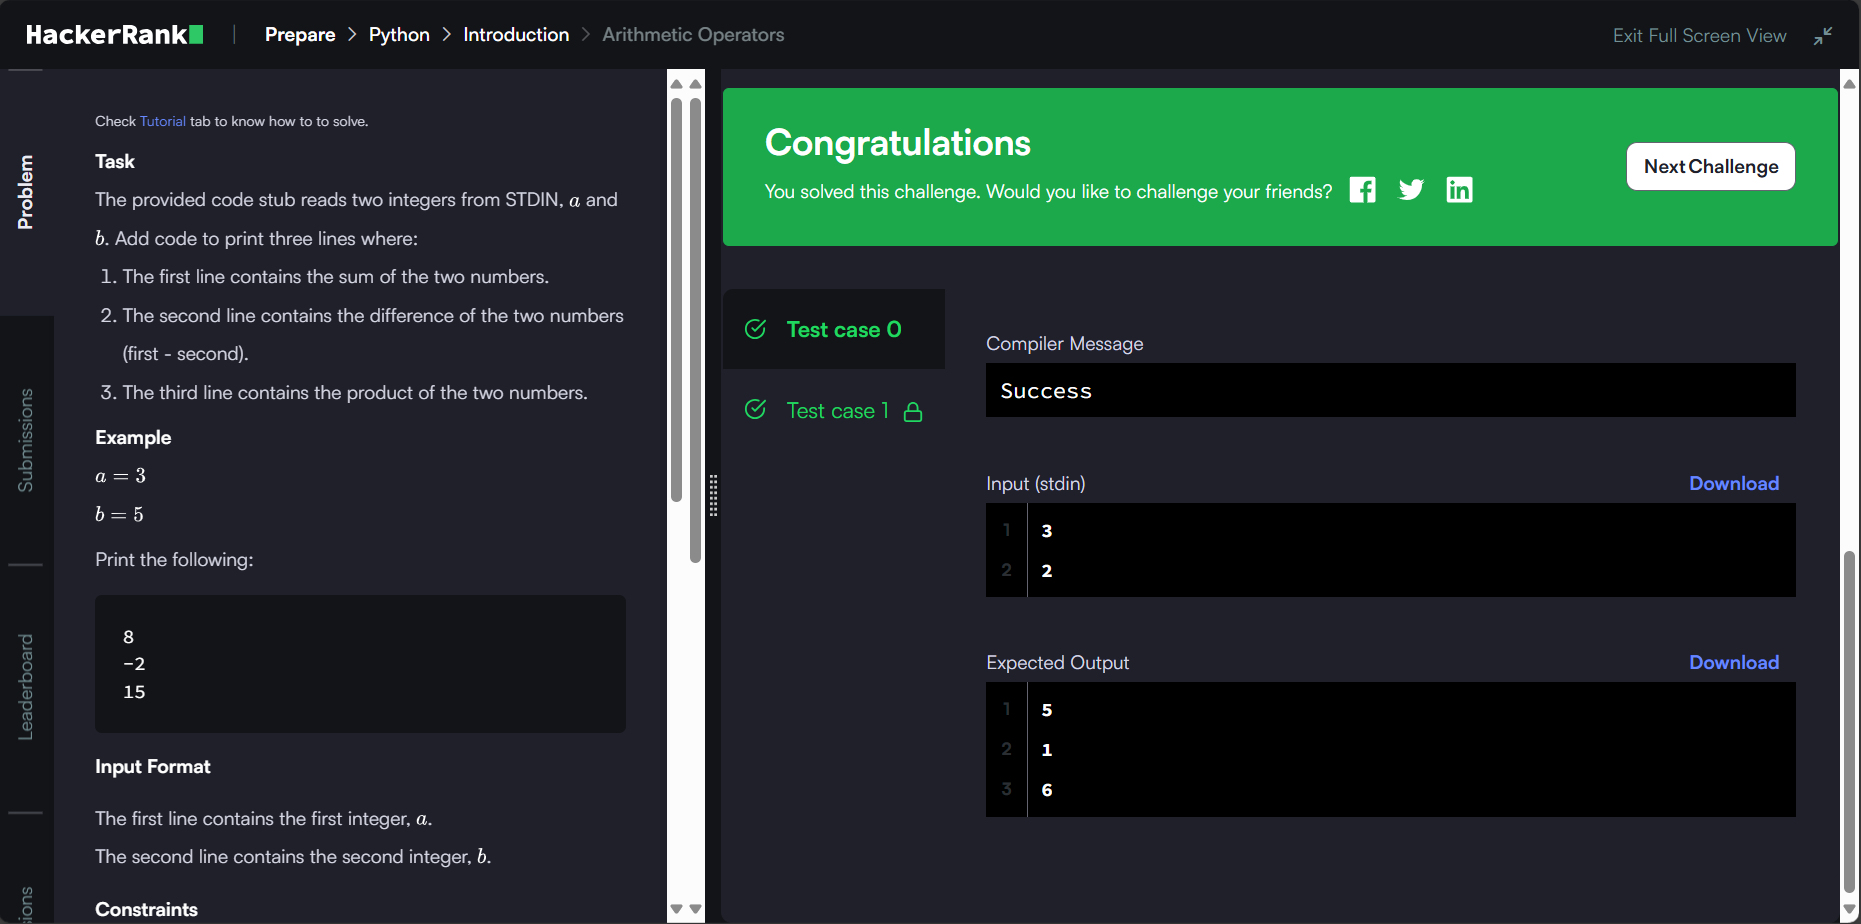 HackerRank
Prepare > Python > Introduction > Arithmetic Operators
Exit Full Screen View
Problem
Submissions
Leaderboard
Check Tutorial tab to know how to to solve.
Task
The provided code stub reads two integers from STDIN, a and
b. Add code to print three lines where:
1. The first line contains the sum of the two numbers.
2. The second line contains the difference of the two numbers
(first - second).
3. The third line contains the product of the two numbers.
Example
a = 3
b = 5
Print the following:
8
-2
15
Input Format
The first line contains the first integer, a.
The second line contains the second integer, b.
Constraints
Congratulations
You solved this challenge. Would you like to challenge your friends?
Next Challenge
Test case 0
Test case 1
Compiler Message
Success
Input (stdin)
Download
1 3
2 2
Expected Output
Download
1 5
2 1
3 6